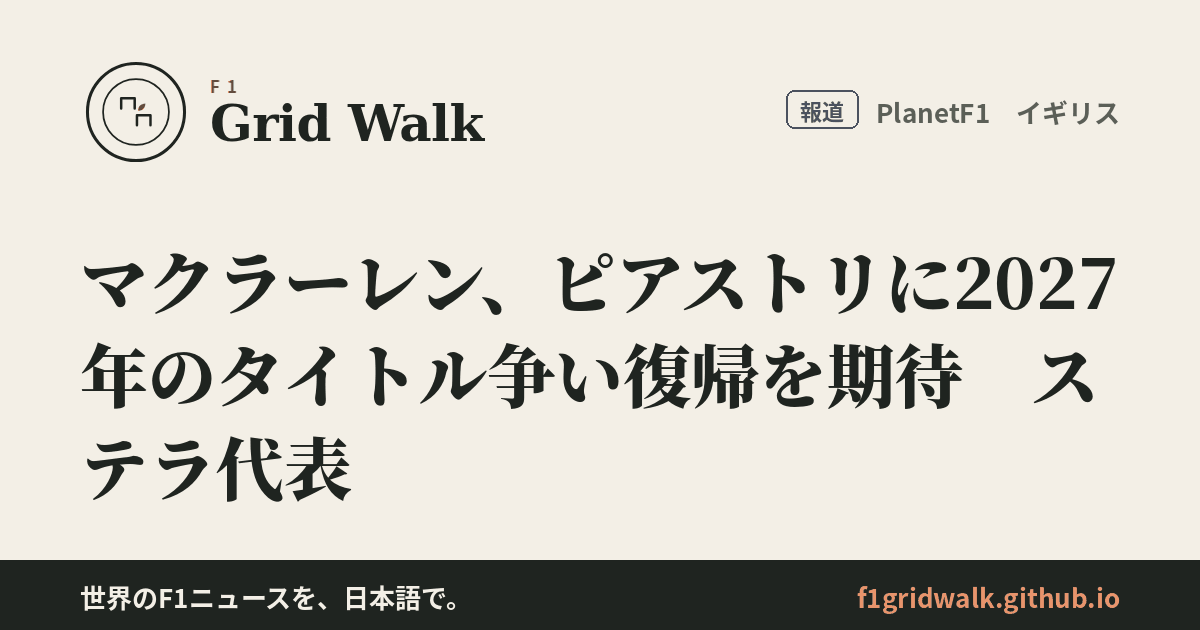 F1
Grid Walk
報道 PlanetF1 イギリス
マクラーレン、ピアストリに2027
年のタイトル争い復帰を期待 ス
テラ代表
世界のF1ニュースを、日本語で。
f1gridwalk.github.io